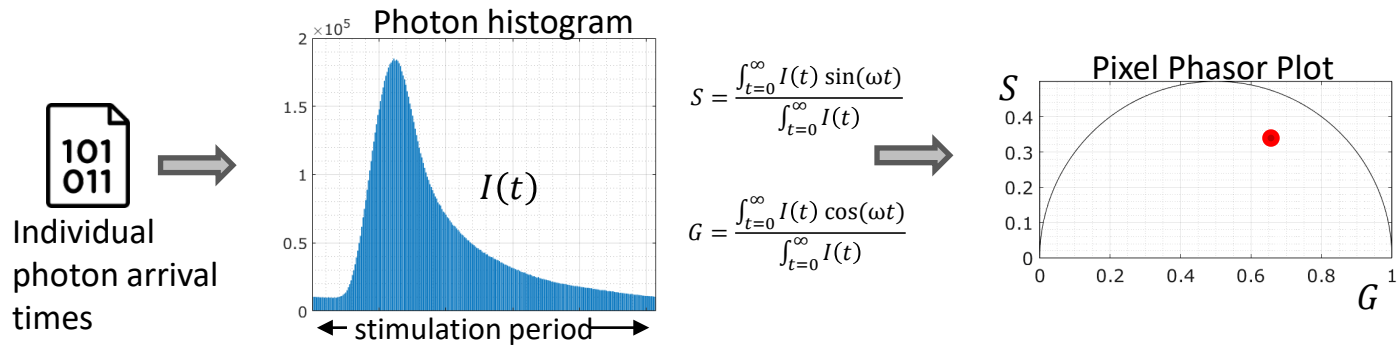 101
011
Individual
photon arrival
times
Photon histogram
×10⁵
2
1.5
1
0.5
0
I(t)
stimulation period
S = ∫_{t=0}^{∞} I(t) sin(ωt) / ∫_{t=0}^{∞} I(t)
G = ∫_{t=0}^{∞} I(t) cos(ωt) / ∫_{t=0}^{∞} I(t)
Pixel Phasor Plot
S
0.4
0.3
0.2
0.1
0
0 0.2 0.4 0.6 0.8 1
G